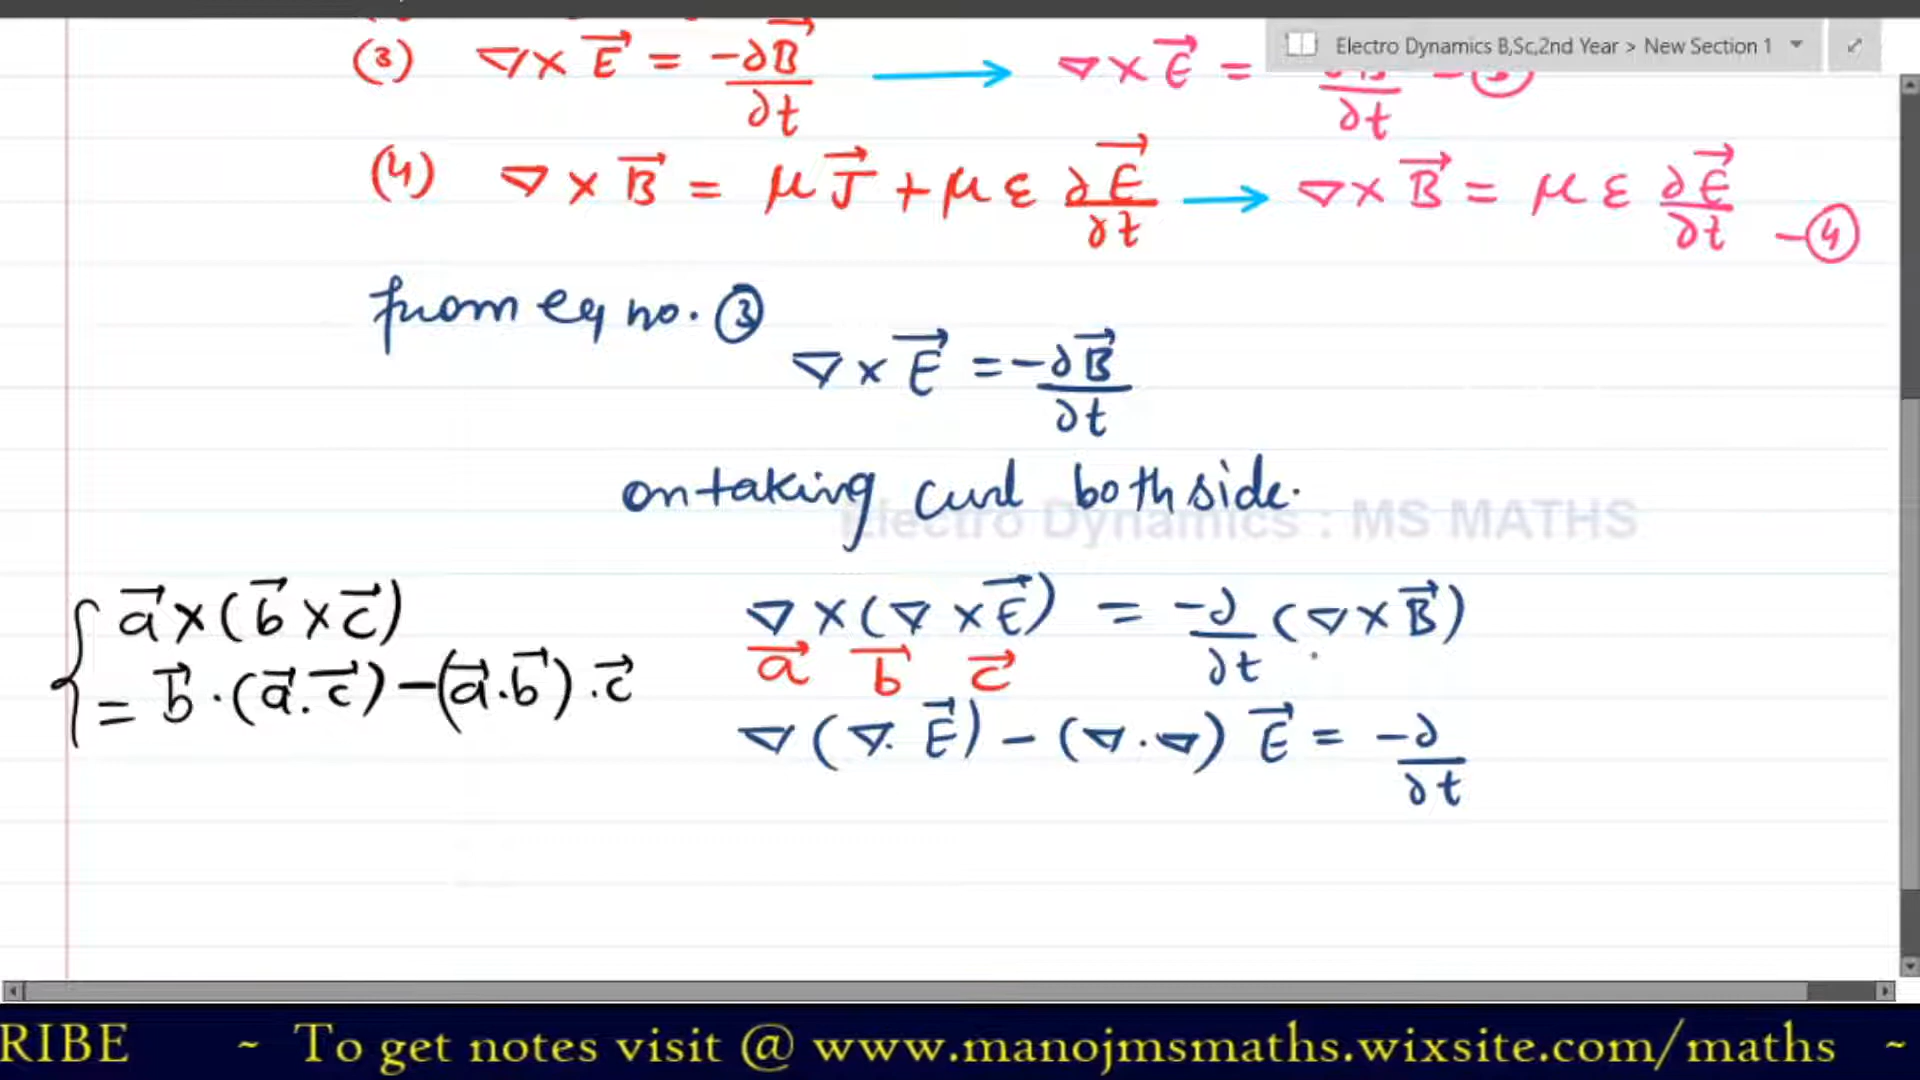 Electro Dynamics B,Sc,2nd Year > New Section 1
(3) ∇ × E⃗ = -∂B⃗/∂t → ∇ × E⃗ = ∂B⃗/∂t - ③
(4) ∇ × B⃗ = μJ⃗ + με ∂E⃗/∂t → ∇ × B⃗ = με ∂E⃗/∂t - ④
from eq no. ③
∇ × E⃗ = -∂B⃗/∂t
on taking curl both side.
Electro Dynamics : MS MATHS
a⃗ × (b⃗ × c⃗)
= b⃗ . (a⃗ . c⃗) - (a⃗ . b⃗) . c⃗
∇ × (∇ × E⃗) = -∂/∂t (∇ × B⃗)
a⃗ b⃗ c⃗
∇ (∇ . E⃗) - (∇ . ∇) E⃗ = -∂/∂t
RIBE ~ To get notes visit @ www.manojmsmaths.wixsite.com/maths ~